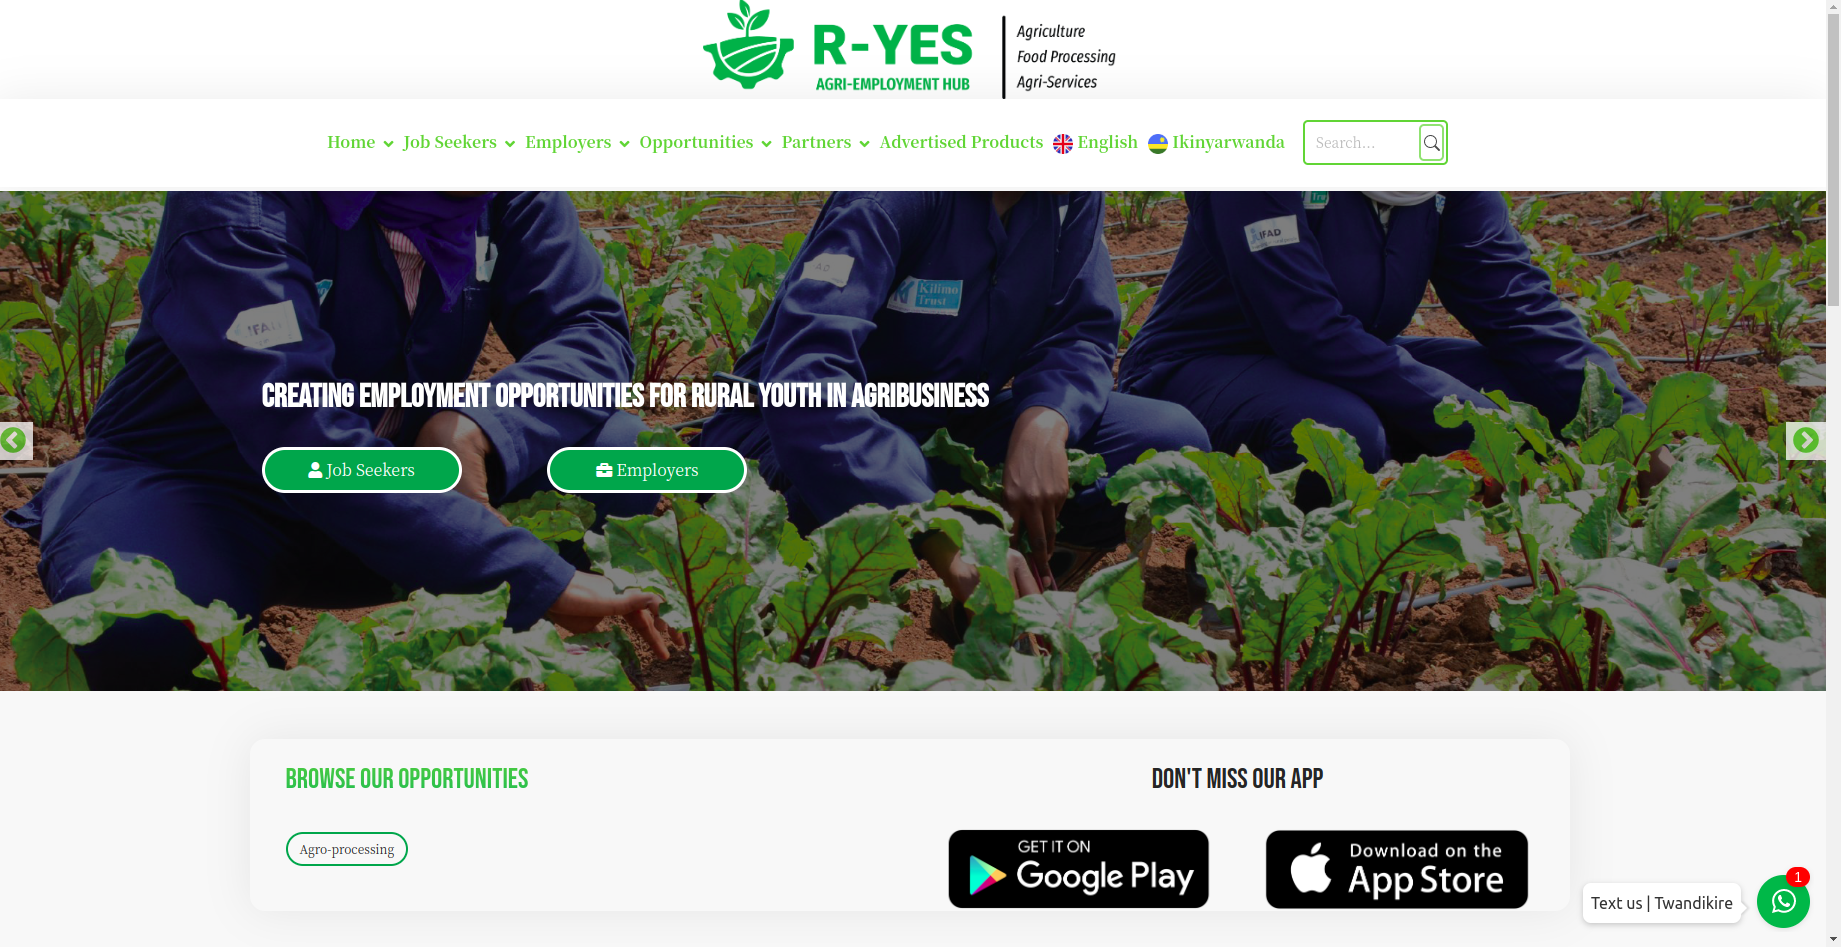 R-YES
AGRI-EMPLOYMENT HUB
Agriculture
Food Processing
Agri-Services
Home Job Seekers Employers Opportunities Partners Advertised Products English Ikinyarwanda Search...
IFAD
AD
Kilimo
Trust
IFAD
CREATING EMPLOYMENT OPPORTUNITIES FOR RURAL YOUTH IN AGRIBUSINESS
Job Seekers Employers
BROWSE OUR OPPORTUNITIES
Agro-processing
DON'T MISS OUR APP
GET IT ON
Google Play
Download on the
App Store
Text us | Twandikire
1